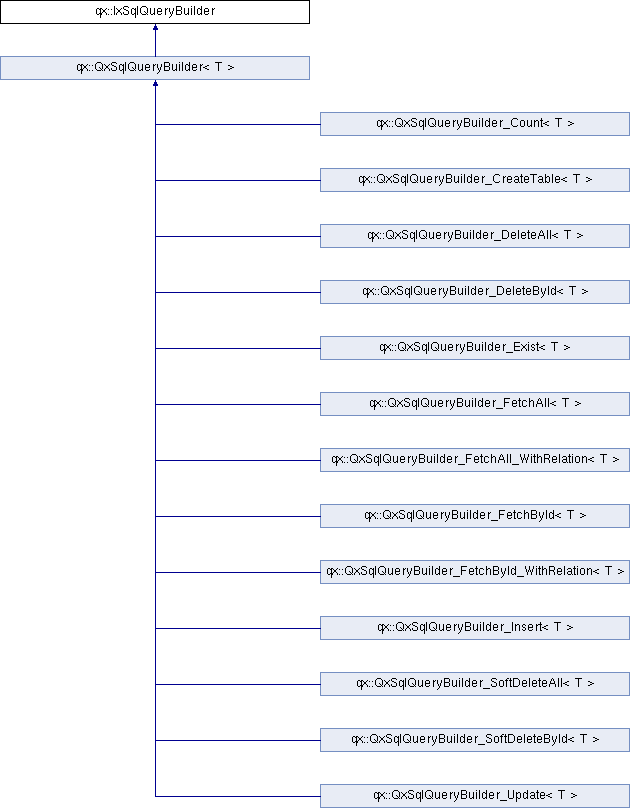 qx::IxSqlQueryBuilder
qx::QxSqlQueryBuilder< T >
qx::QxSqlQueryBuilder_Count< T >
qx::QxSqlQueryBuilder_CreateTable< T >
qx::QxSqlQueryBuilder_DeleteAll< T >
qx::QxSqlQueryBuilder_DeleteById< T >
qx::QxSqlQueryBuilder_Exist< T >
qx::QxSqlQueryBuilder_FetchAll< T >
qx::QxSqlQueryBuilder_FetchAll_WithRelation< T >
qx::QxSqlQueryBuilder_FetchById< T >
qx::QxSqlQueryBuilder_FetchById_WithRelation< T >
qx::QxSqlQueryBuilder_Insert< T >
qx::QxSqlQueryBuilder_SoftDeleteAll< T >
qx::QxSqlQueryBuilder_SoftDeleteById< T >
qx::QxSqlQueryBuilder_Update< T >